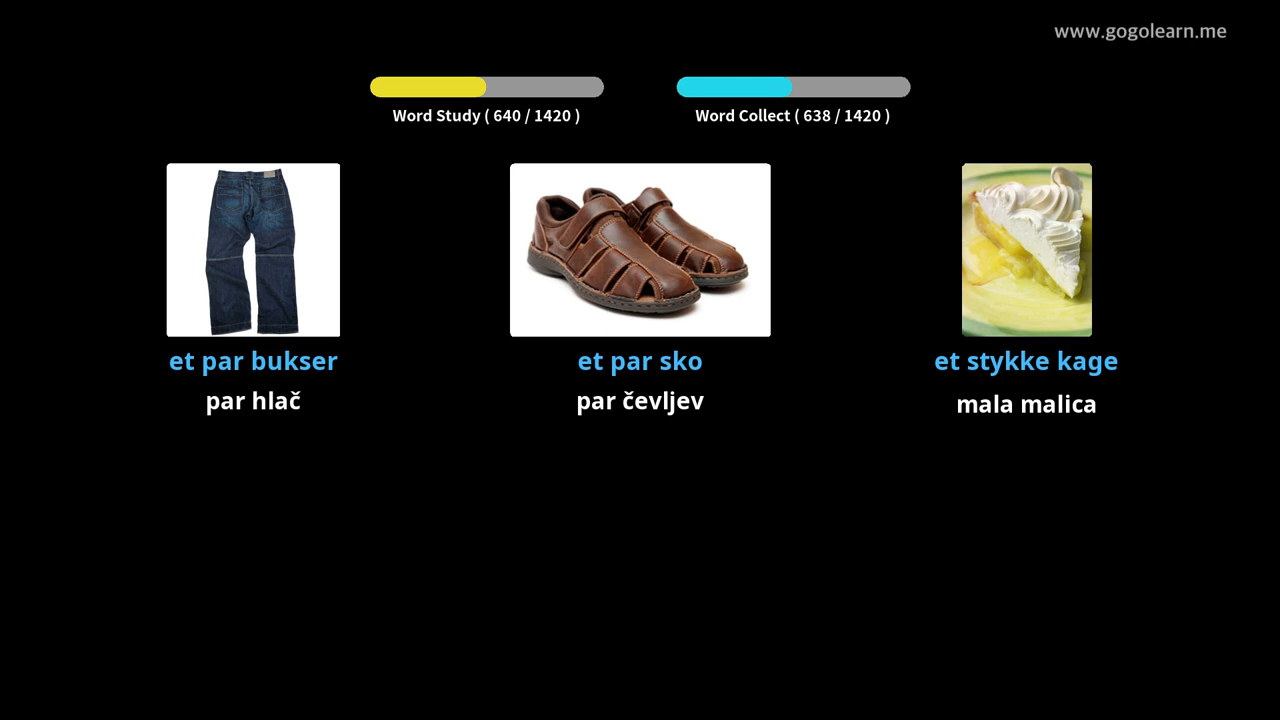 www.gogolearn.me
Word Study ( 640 / 1420 )
Word Collect ( 638 / 1420 )
et par bukser
et par sko
et stykke kage
par hlač
par čevljev
mala malica